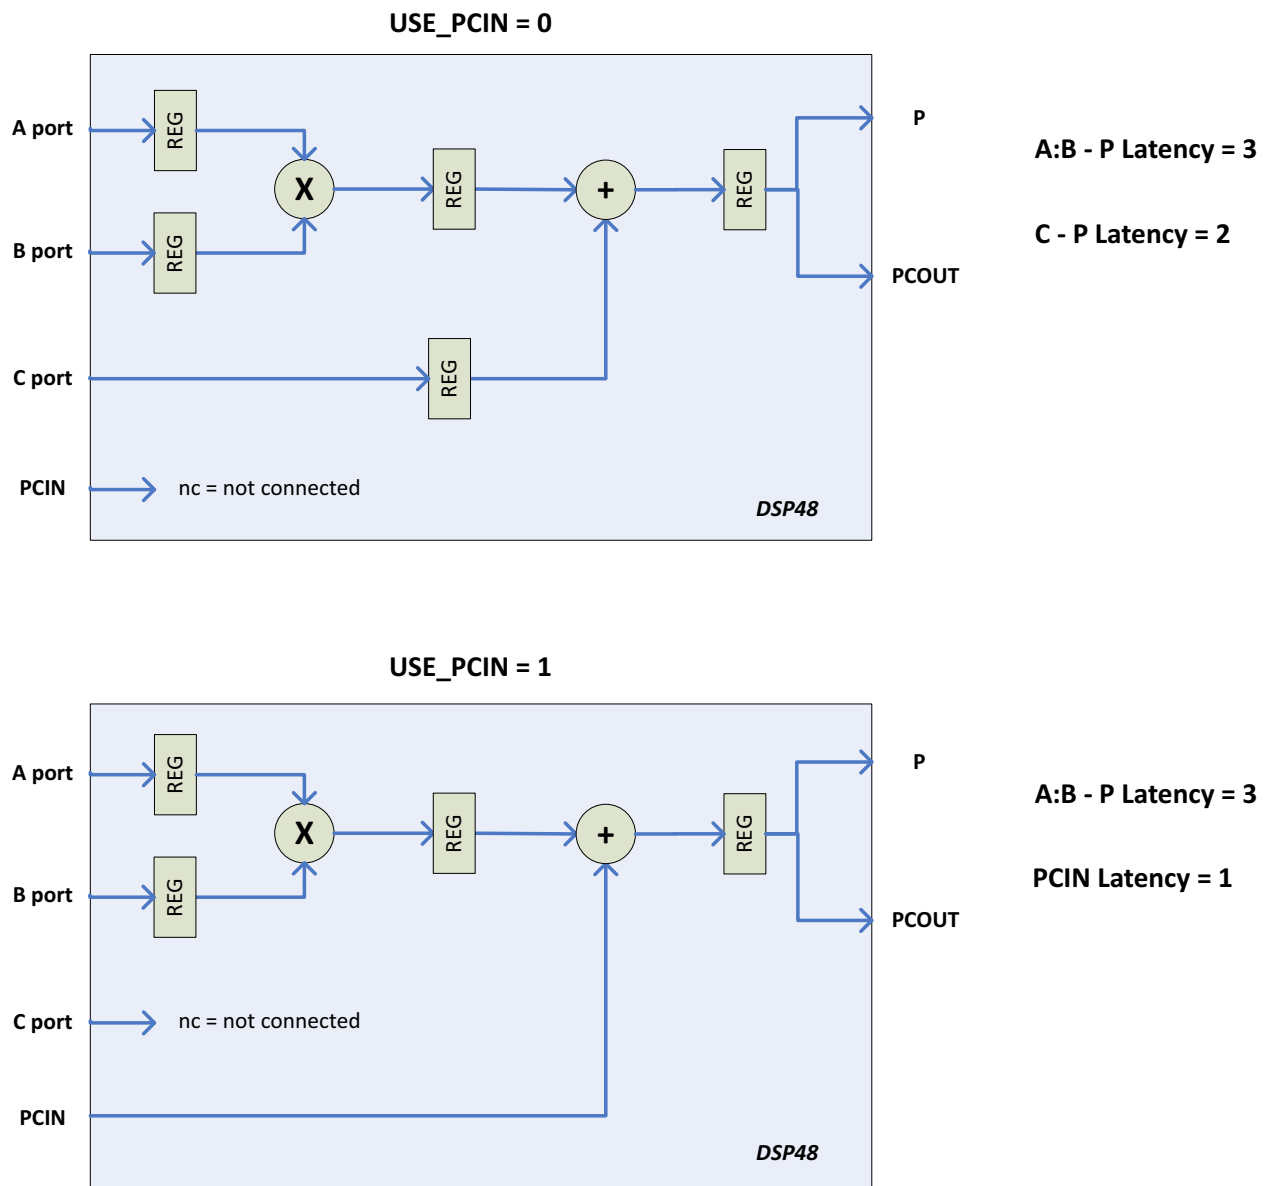 USE_PCIN = 0
A port
REG
X
REG
+
REG
P
A:B - P Latency = 3
B port
REG
C - P Latency = 2
PCOUT
C port
REG
PCIN
nc = not connected
DSP48
USE_PCIN = 1
A port
REG
X
REG
+
REG
P
A:B - P Latency = 3
B port
REG
PCIN Latency = 1
PCOUT
C port
nc = not connected
PCIN
DSP48